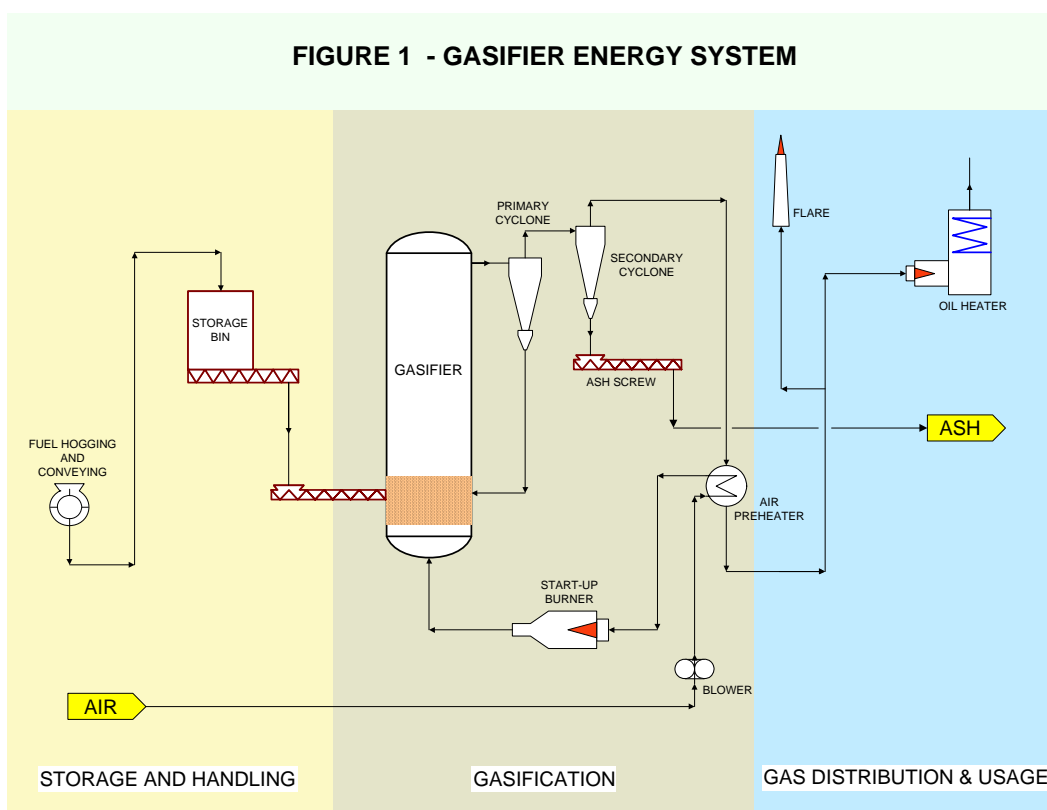 FIGURE 1 - GASIFIER ENERGY SYSTEM
PRIMARY
CYCLONE
FLARE
SECONDARY
CYCLONE
OIL HEATER
STORAGE
BIN
GASIFIER
ASH SCREW
ASH
FUEL HOGGING
AND
CONVEYING
AIR
PREHEATER
START-UP
BURNER
BLOWER
AIR
STORAGE AND HANDLING
GASIFICATION
GAS DISTRIBUTION & USAGE